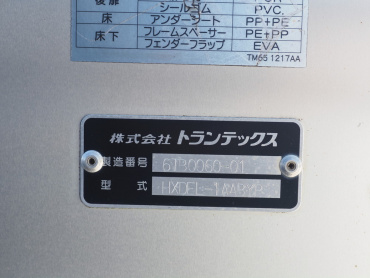 後扉
シールゴム PVC
床 アンダーシート PP+PE
床下 フレームスペーサー PE+PP
フェンダーフラップ EVA
TM55 1217AA
株式会社 トランテックス
製造番号
型式